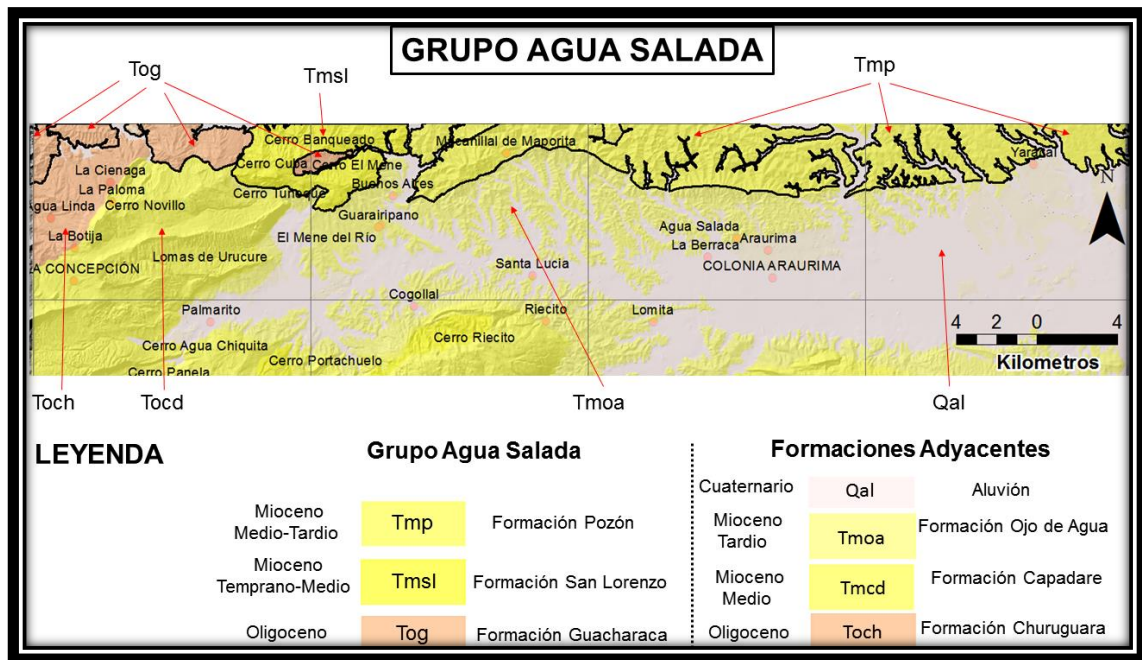 GRUPO AGUA SALADA
Tog
Tmsl
Tmp
Cerro Banqueado
Macanillal de Maporita
Cerro Cuba
Cerro El Mene
Yaracal
La Cienaga
La Paloma
Buenos Aires
N
Cerro Tuneque
Cerro Novillo
gua Linda
Guarairipano
Agua Salada
La Botija
El Mene del Río
La Berraca
Araurima
Lomas de Urucure
A CONCEPCIÓN
Santa Lucia
COLONIA ARAURIMA
Cogollal
Palmarito
Riecito
Lomita
4 2 0 4
Cerro Agua Chiquita
Cerro Riecito
Cerro Portachuelo
Kilometros
Cerro Panela
Toch
Tocd
Tmoa
Qal
LEYENDA
Grupo Agua Salada
Mioceno
Medio-Tardio
Tmp
Formación Pozón
Mioceno
Temprano-Medio
Tmsl
Formación San Lorenzo
Oligoceno
Tog
Formación Guacharaca
Formaciones Adyacentes
Cuaternario
Qal
Aluvión
Mioceno
Tardio
Tmoa
Formación Ojo de Agua
Mioceno
Medio
Tmcd
Formación Capadare
Oligoceno
Toch
Formación Churuguara